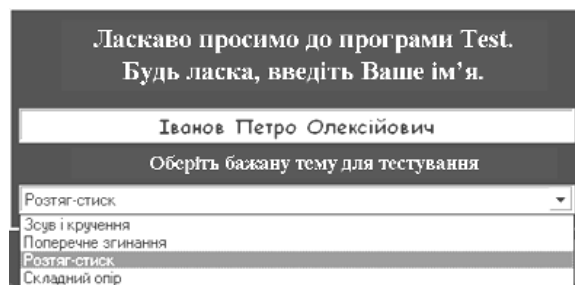 Ласкаво просимо до програми Test.
Будь ласка, введіть Ваше ім’я.
Іванов Петро Олексійович
Оберіть бажану тему для тестування
Розтяг-стиск
Зсув і кручення
Поперечне згинання
Розтяг-стиск
Складний опір